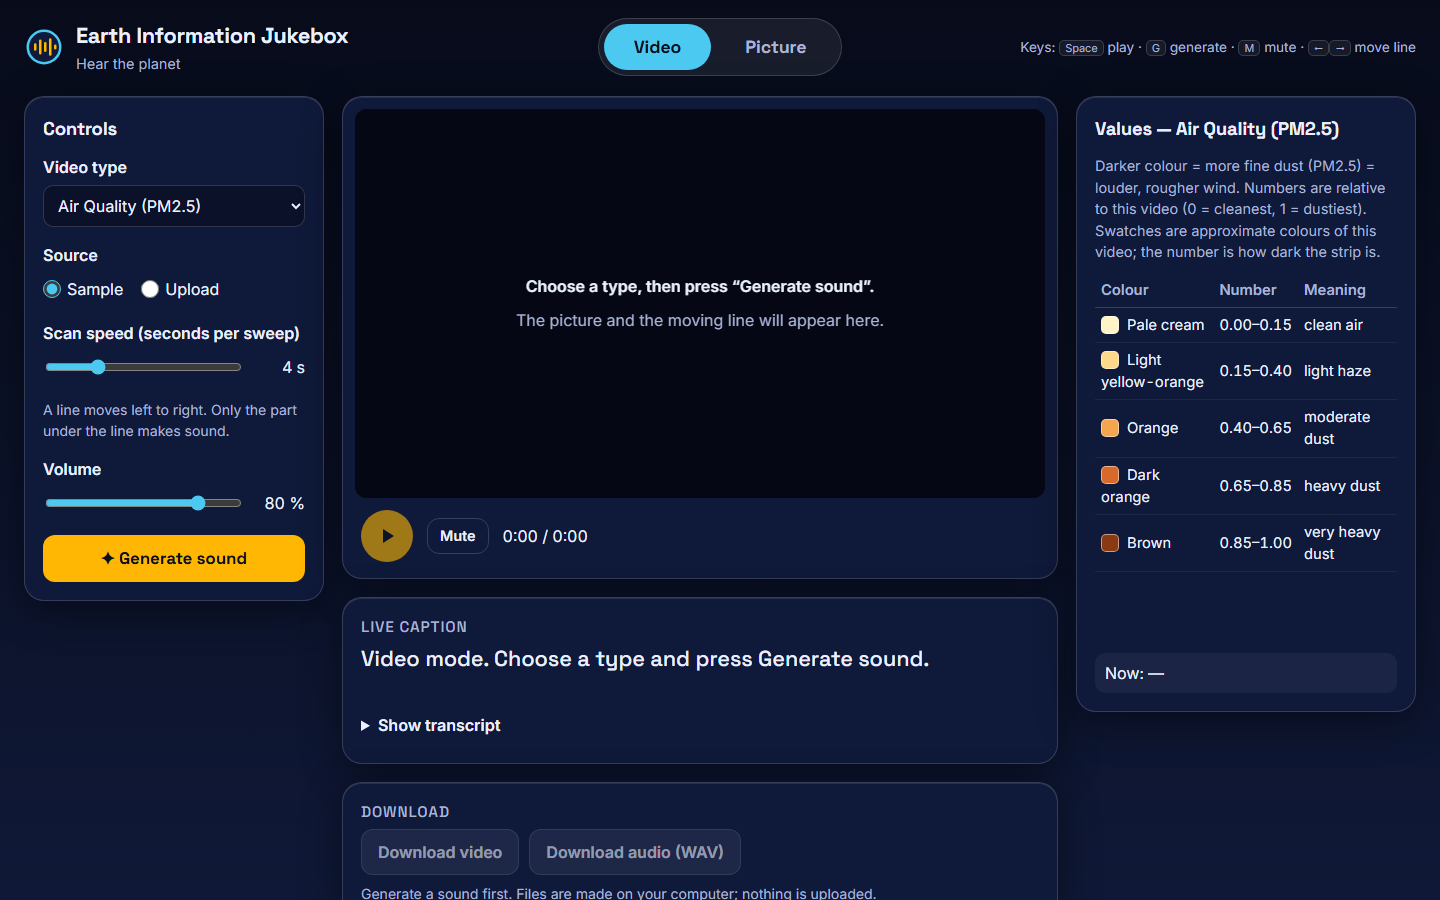 Earth Information Jukebox
Hear the planet
Video
Picture
Keys: Space play · G generate · M mute · ← → move line
Controls
Video type
Air Quality (PM2.5)
Source
Sample
Upload
Scan speed (seconds per sweep)
4 s
A line moves left to right. Only the part
under the line makes sound.
Volume
80 %
✦ Generate sound
Choose a type, then press “Generate sound”.
The picture and the moving line will appear here.
Mute
0:00 / 0:00
LIVE CAPTION
Video mode. Choose a type and press Generate sound.
Show transcript
DOWNLOAD
Download video
Download audio (WAV)
Generate a sound first. Files are made on your computer; nothing is uploaded.
Values — Air Quality (PM2.5)
Darker colour = more fine dust (PM2.5) =
louder, rougher wind. Numbers are relative
to this video (0 = cleanest, 1 = dustiest).
Swatches are approximate colours of this
video; the number is how dark the strip is.
Colour Number Meaning
Pale cream 0.00–0.15 clean air
Light
yellow-orange 0.15–0.40 light haze
Orange 0.40–0.65 moderate
dust
Dark
orange 0.65–0.85 heavy dust
Brown 0.85–1.00 very heavy
dust
Now: —